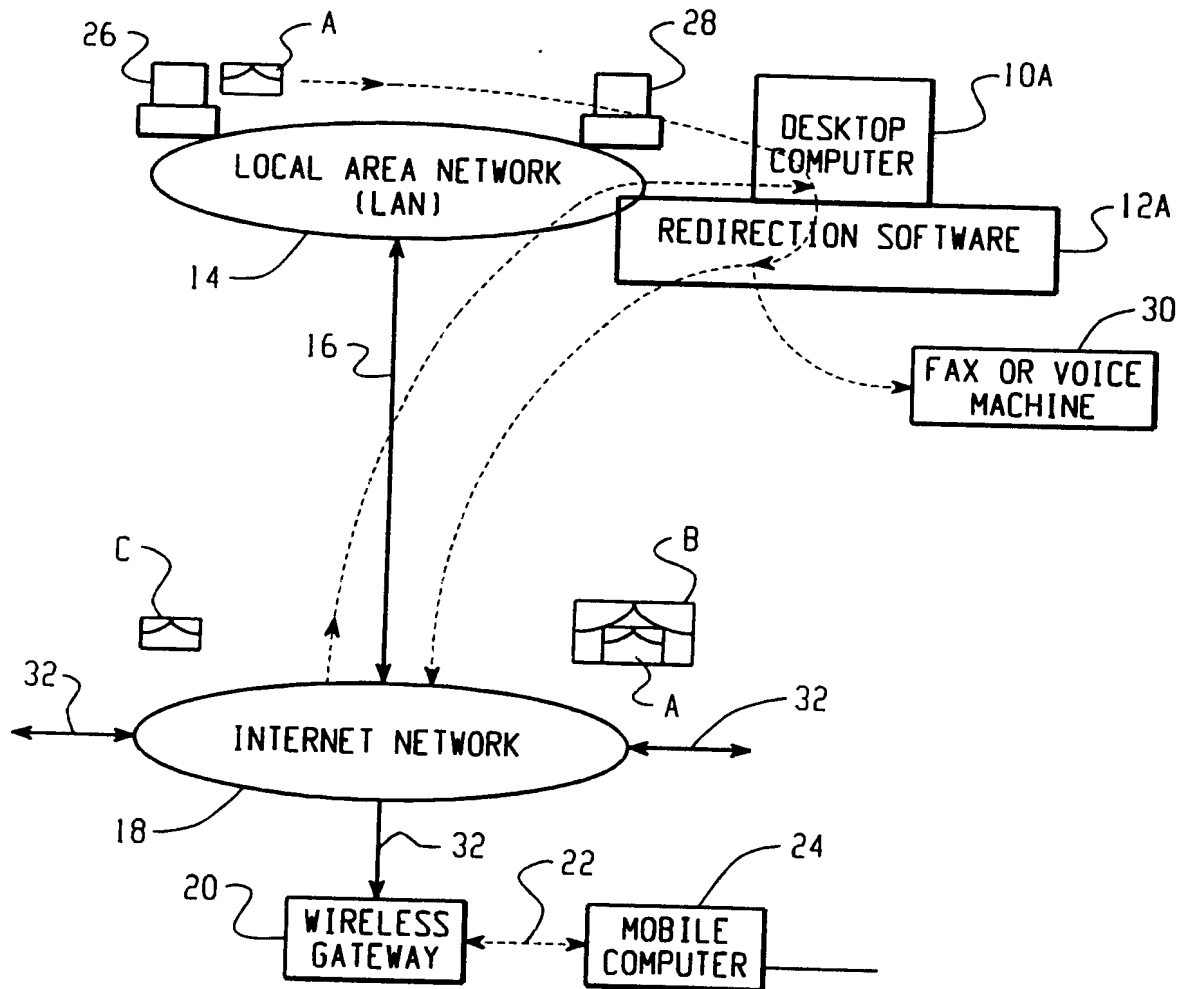 A
26
28
10A
DESKTOP
COMPUTER
LOCAL AREA NETWORK
(LAN)
12A
REDIRECTION SOFTWARE
14
16
30
FAX OR VOICE
MACHINE
C
B
A
32
32
INTERNET NETWORK
18
32
22
24
20
WIRELESS
GATEWAY
MOBILE
COMPUTER